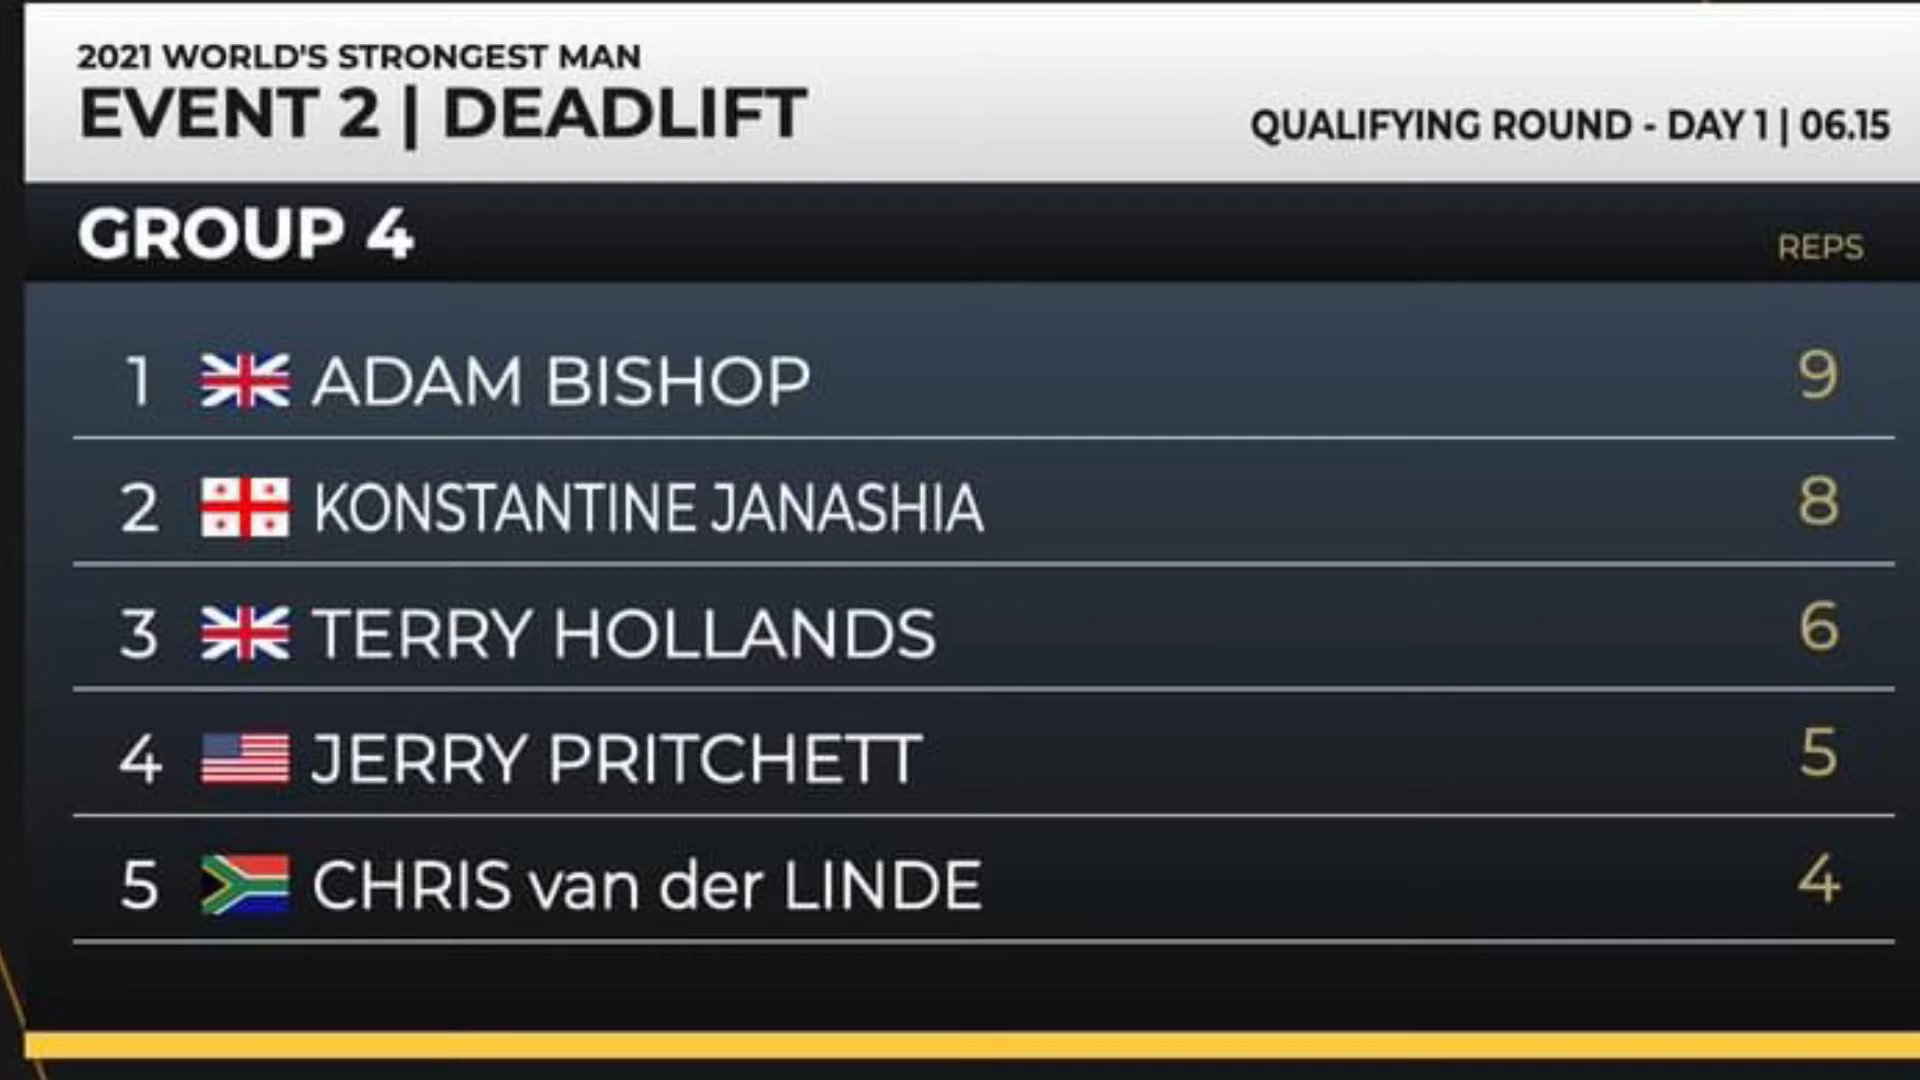 2021 WORLD'S STRONGEST MAN
EVENT 2 | DEADLIFT
QUALIFYING ROUND - DAY 1 | 06.15
GROUP 4
REPS
1 ADAM BISHOP 9
2 KONSTANTINE JANASHIA 8
3 TERRY HOLLANDS 6
4 JERRY PRITCHETT 5
5 CHRIS van der LINDE 4